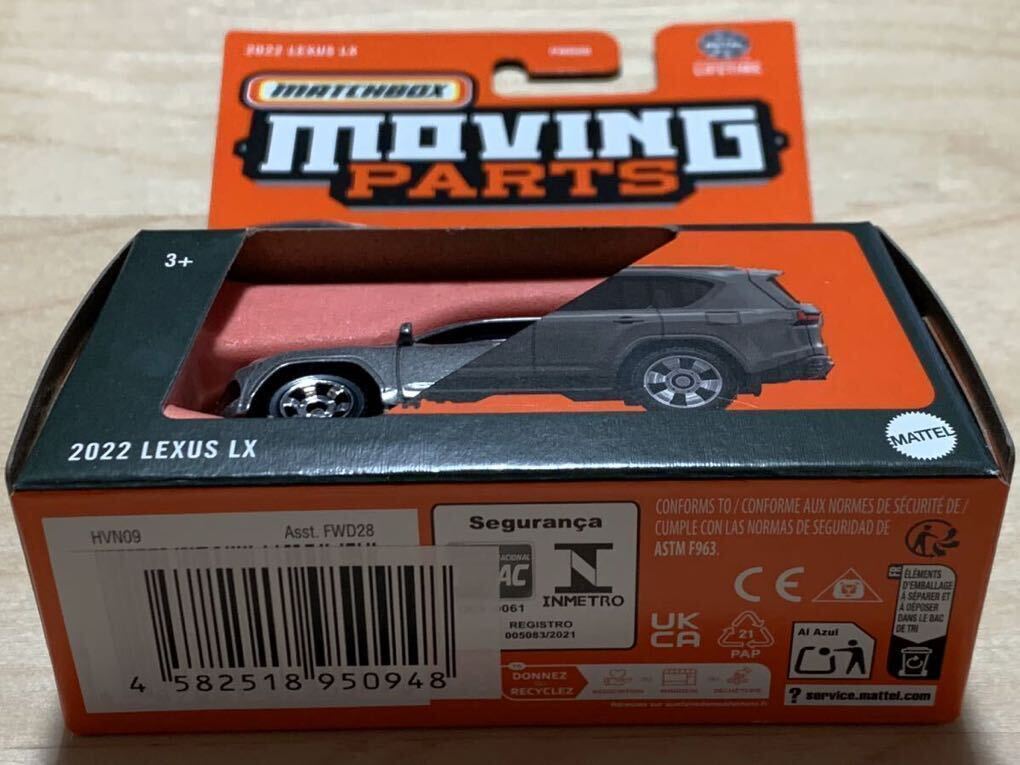 2022 LEXUS LX
MATCHBOX
MOVING
PARTS
3+
2022 LEXUS LX
MATTEL
HVN09
Asst. FWD28
4 582518 950948
Segurança
INMETRO
REGISTRO
005083/2021
CONFORMS TO / CONFORME AUX NORMES DE SÉCURITÉ DE /
CUMPLE CON LAS NORMAS DE SEGURIDAD DE
ASTM F963.
CE
UK
CA
21
PAP
FR
ÉLÉMENTS
D'EMBALLAGE
À SÉPARER ET
À DÉPOSER
DANS LE BAC
DE TRI
Al Azul
? service.mattel.com
DONNEZ
RECYCLEZ